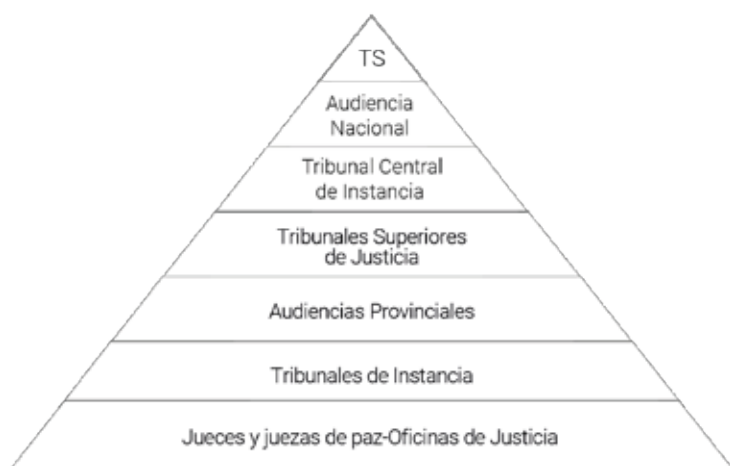 TS
Audiencia
Nacional
Tribunal Central
de Instancia
Tribunales Superiores
de Justicia
Audiencias Provinciales
Tribunales de Instancia
Jueces y juezas de paz-Oficinas de Justicia